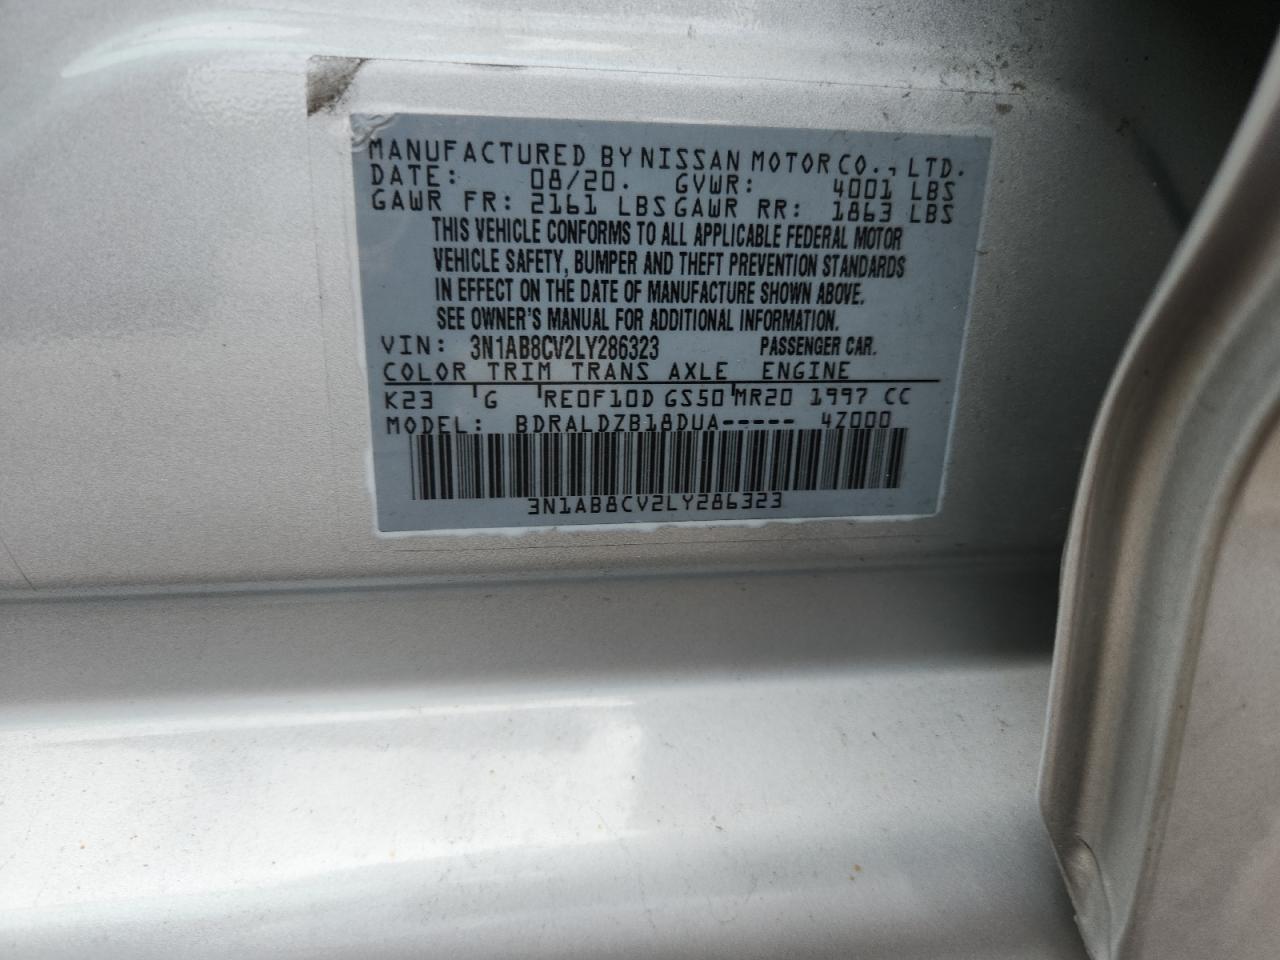 MANUFACTURED BY NISSAN MOTOR CO., LTD.
DATE: 08/20. GVWR: 4001 LBS
GAWR FR: 2161 LBS GAWR RR: 1863 LBS
THIS VEHICLE CONFORMS TO ALL APPLICABLE FEDERAL MOTOR
VEHICLE SAFETY, BUMPER AND THEFT PREVENTION STANDARDS
IN EFFECT ON THE DATE OF MANUFACTURE SHOWN ABOVE.
SEE OWNER'S MANUAL FOR ADDITIONAL INFORMATION.
VIN: 3N1AB8CV2LY286323 PASSENGER CAR.
COLOR TRIM TRANS AXLE ENGINE
K23 G RE0F10D GS50 MR20 1997 CC
MODEL: BDRALDZB18DUA----- 4Z000
3N1AB8CV2LY286323